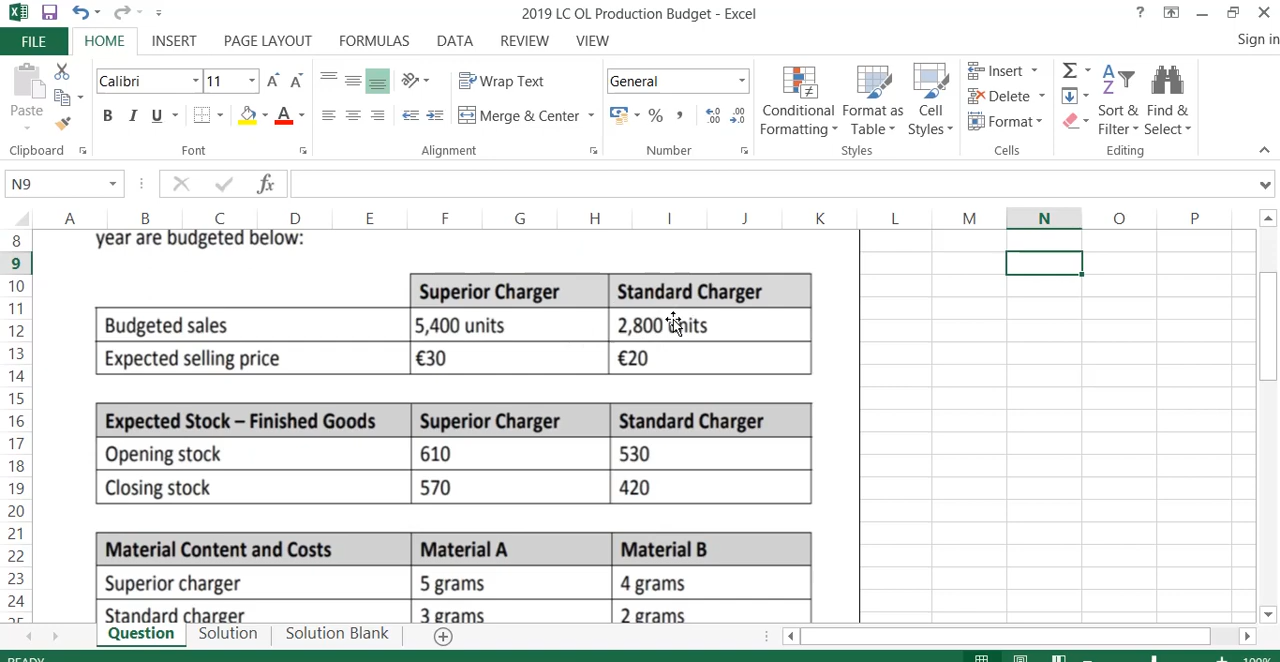 2019 LC OL Production Budget - Excel
FILE HOME INSERT PAGE LAYOUT FORMULAS DATA REVIEW VIEW Sign in
Paste Calibri 11 Wrap Text General Conditional Format as Cell Insert Sort & Find &
B I U Merge & Center % Formatting Table Styles Delete Filter Select
Format
Clipboard Font Alignment Number Styles Cells Editing
N9 fx
A B C D E F G H I J K L M N O P
8 year are budgeted below:
9
10 Superior Charger Standard Charger
11
12 Budgeted sales 5,400 units 2,800 units
13 Expected selling price €30 €20
14
15
16 Expected Stock – Finished Goods Superior Charger Standard Charger
17
18 Opening stock 610 530
19 Closing stock 570 420
20
21
22 Material Content and Costs Material A Material B
23 Superior charger 5 grams 4 grams
24 Standard charger 3 grams 2 grams
25
Question Solution Solution Blank
READY 100%